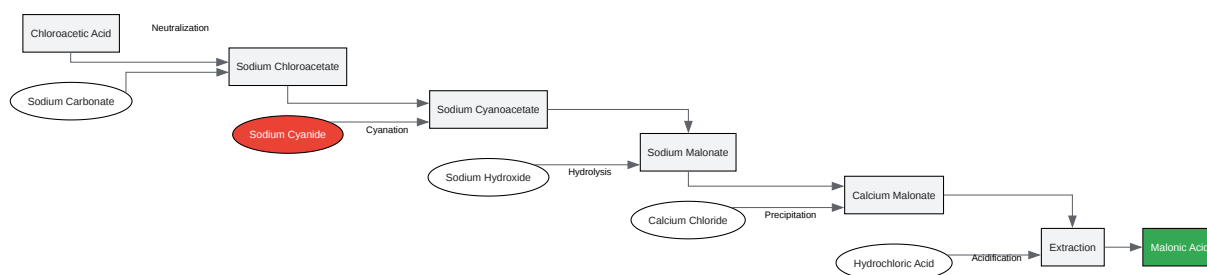 Chloroacetic Acid
Neutralization
Sodium Chloroacetate
Sodium Carbonate
Sodium Cyanoacetate
Sodium Cyanide
Cyanation
Sodium Malonate
Sodium Hydroxide
Hydrolysis
Calcium Malonate
Calcium Chloride
Precipitation
Extraction
Malonic Acid
Hydrochloric Acid
Acidification